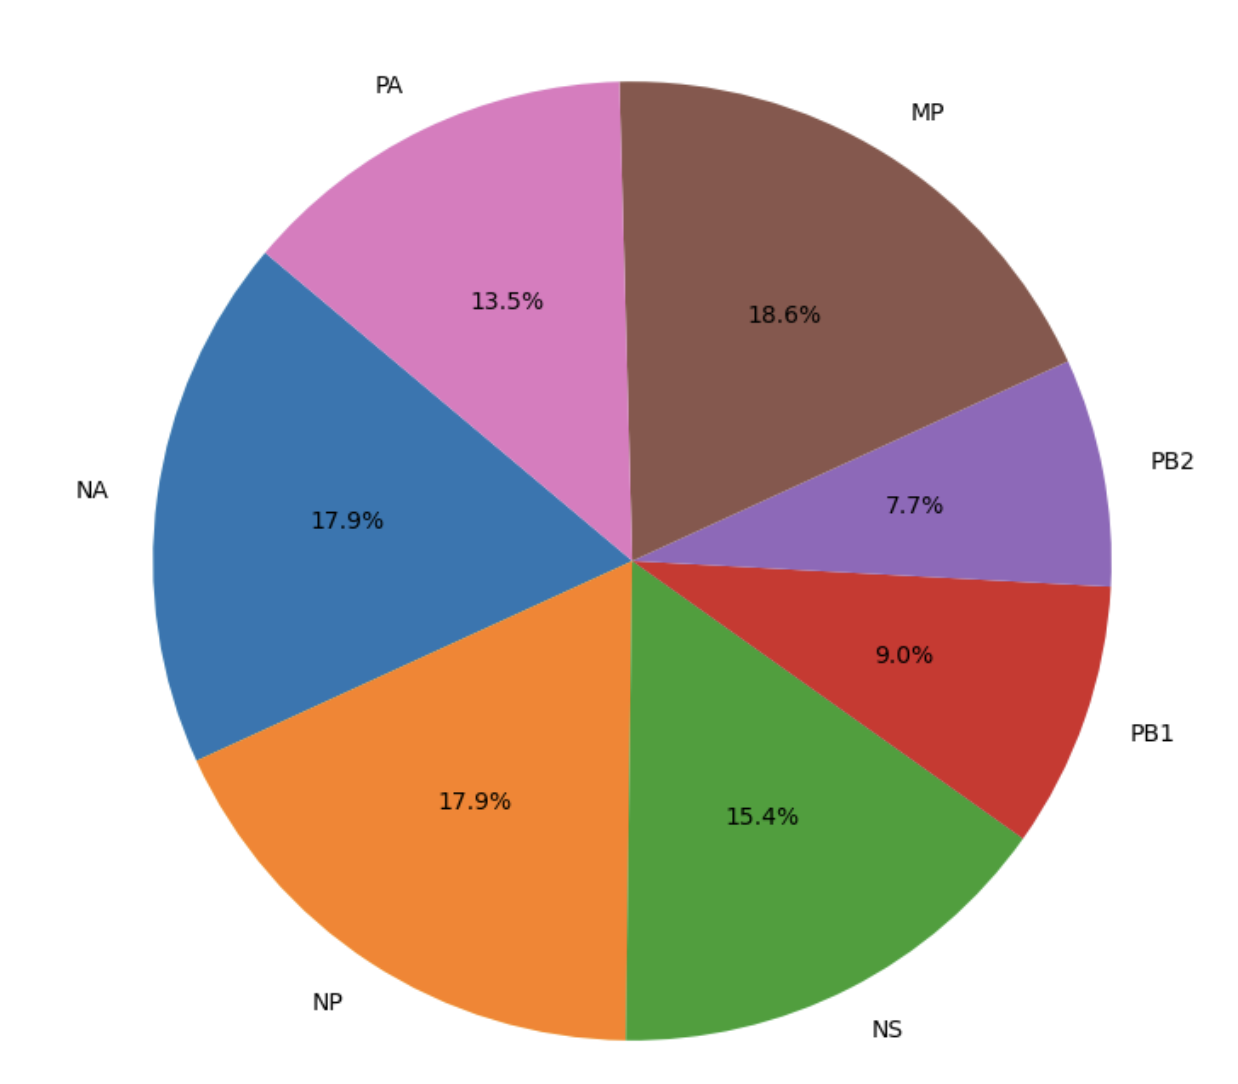 PA
MP
13.5%
18.6%
PB2
NA
7.7%
17.9%
9.0%
PB1
17.9%
15.4%
NP
NS